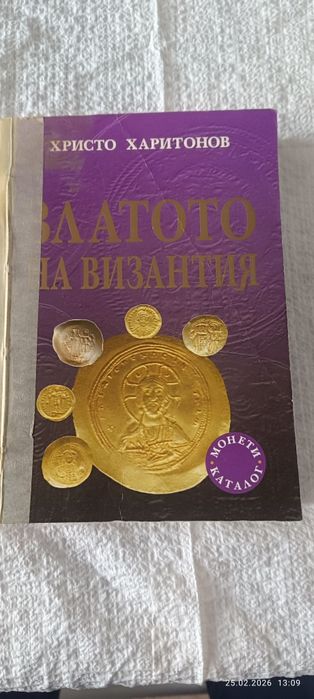 ХРИСТО ХАРИТОНОВ
ЗЛАТОТО
НА ВИЗАНТИЯ
МОНЕТИ
КАТАЛОГ
25.02.2026 13:09